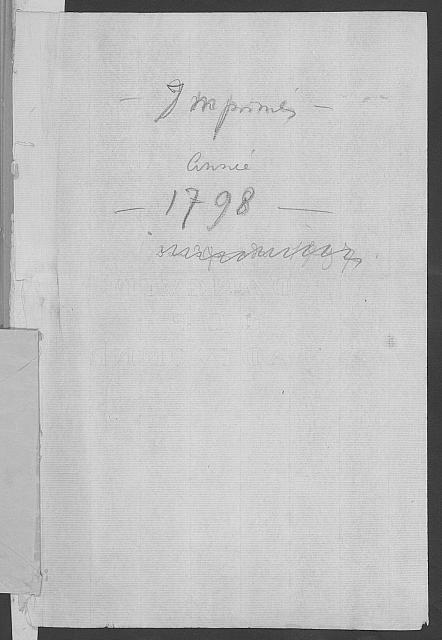 – Imprimés –
Année
— 1798 —